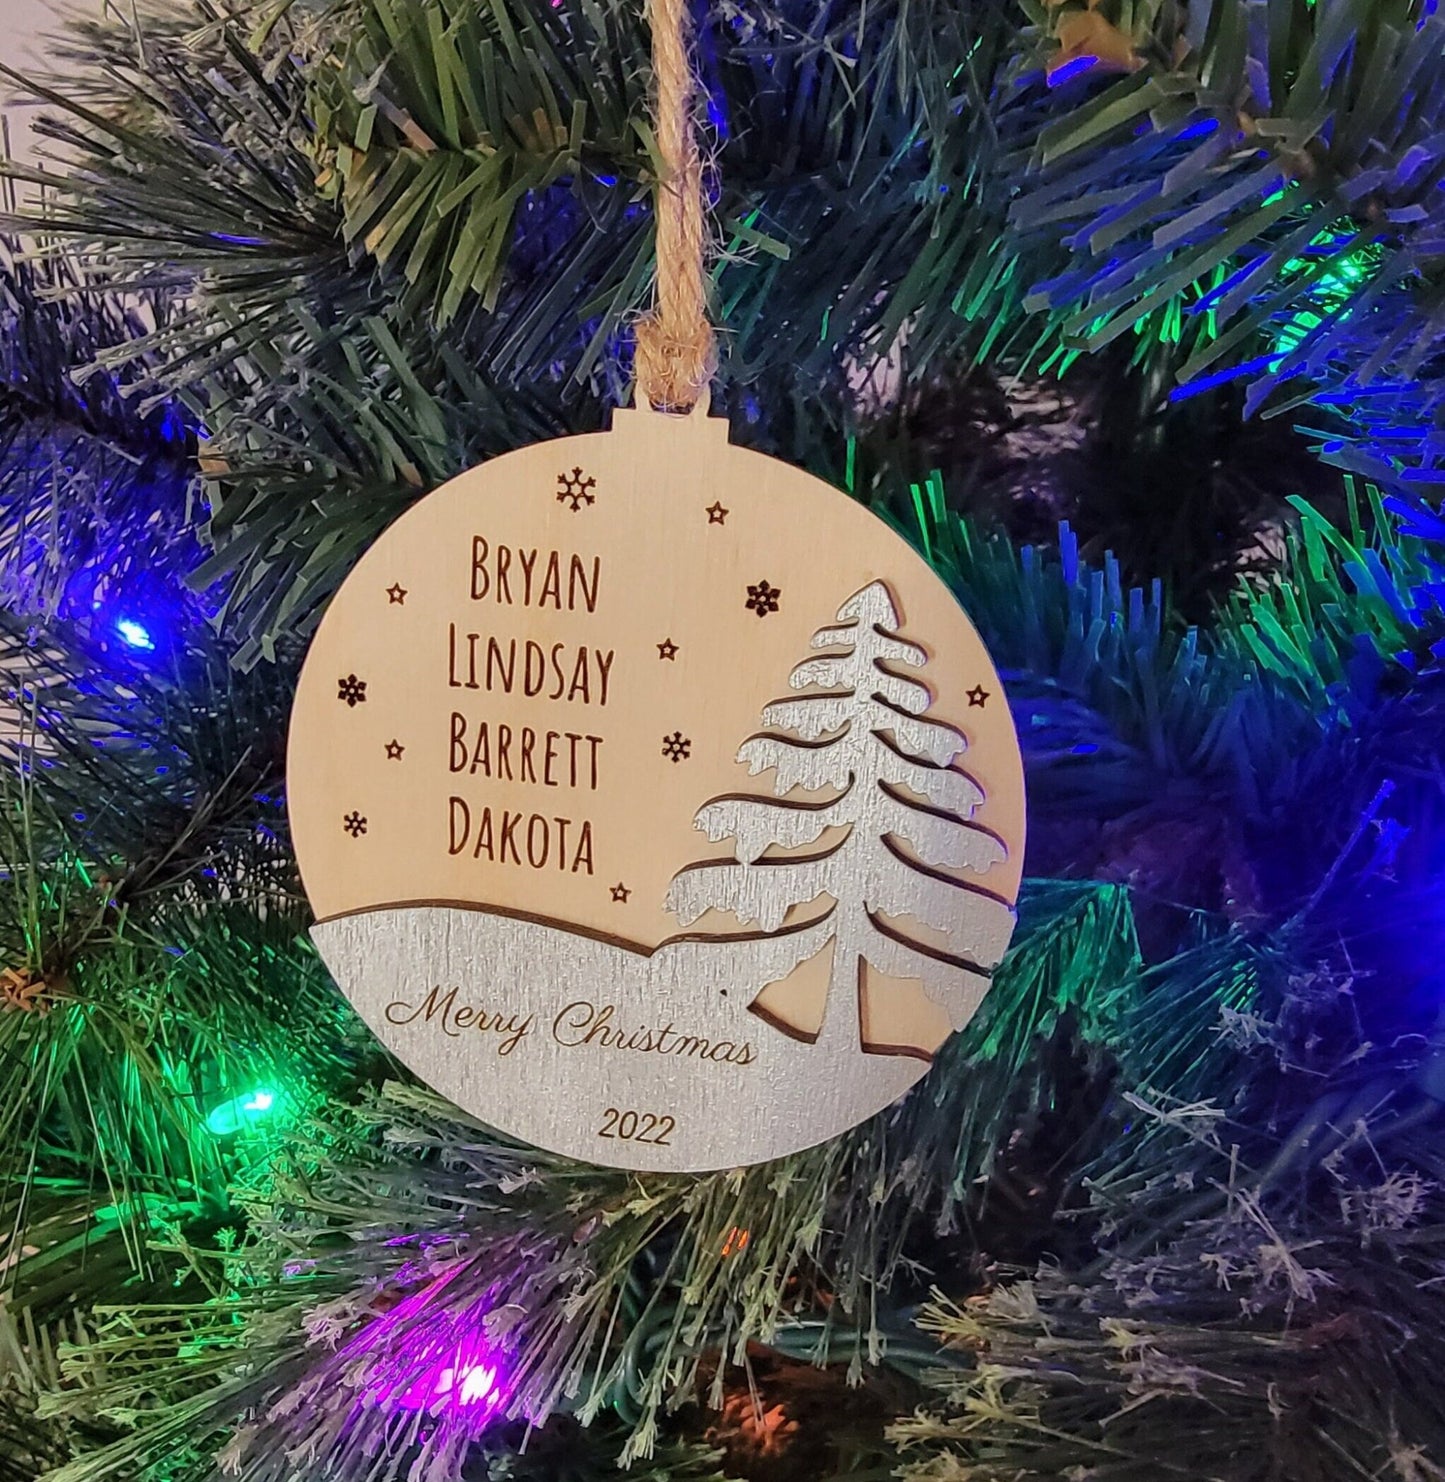 BRYAN
LINDSAY
BARRETT
DAKOTA
Merry Christmas
2022